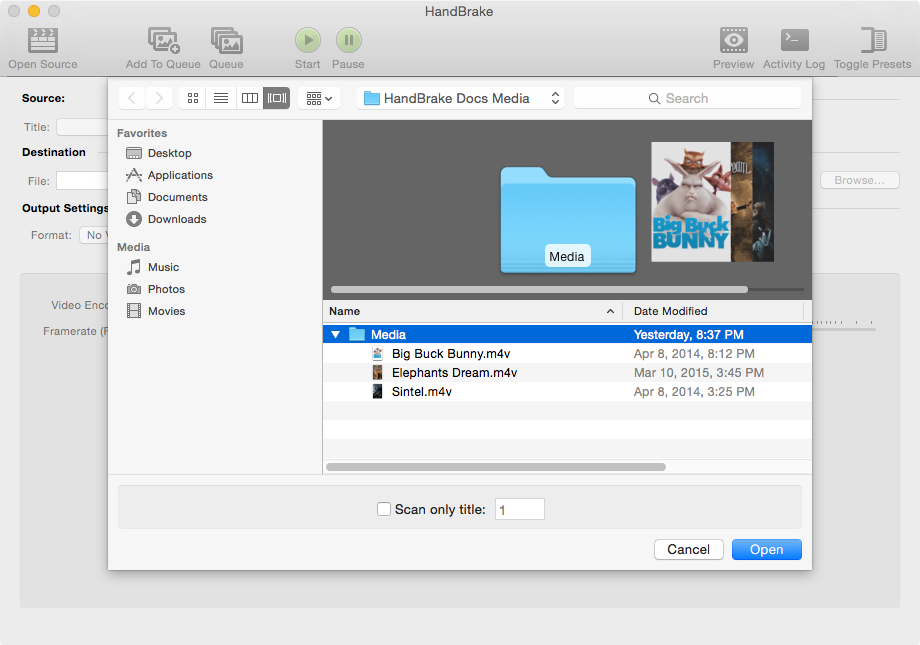 HandBrake
Open Source
Add To Queue
Queue
Start
Pause
Preview
Activity Log
Toggle Presets
Source:
Title:
Destination
File:
Browse...
Output Settings
Format:
No
Video
Framerate
HandBrake Docs Media
Search
Favorites
Desktop
Applications
Documents
Downloads
Media
Music
Photos
Movies
Media
Big Buck
BUNNY
Name
Date Modified
Media Yesterday, 8:37 PM
Big Buck Bunny.m4v Apr 8, 2014, 8:12 PM
Elephants Dream.m4v Mar 10, 2015, 3:45 PM
Sintel.m4v Apr 8, 2014, 3:25 PM
Scan only title: 1
Cancel
Open